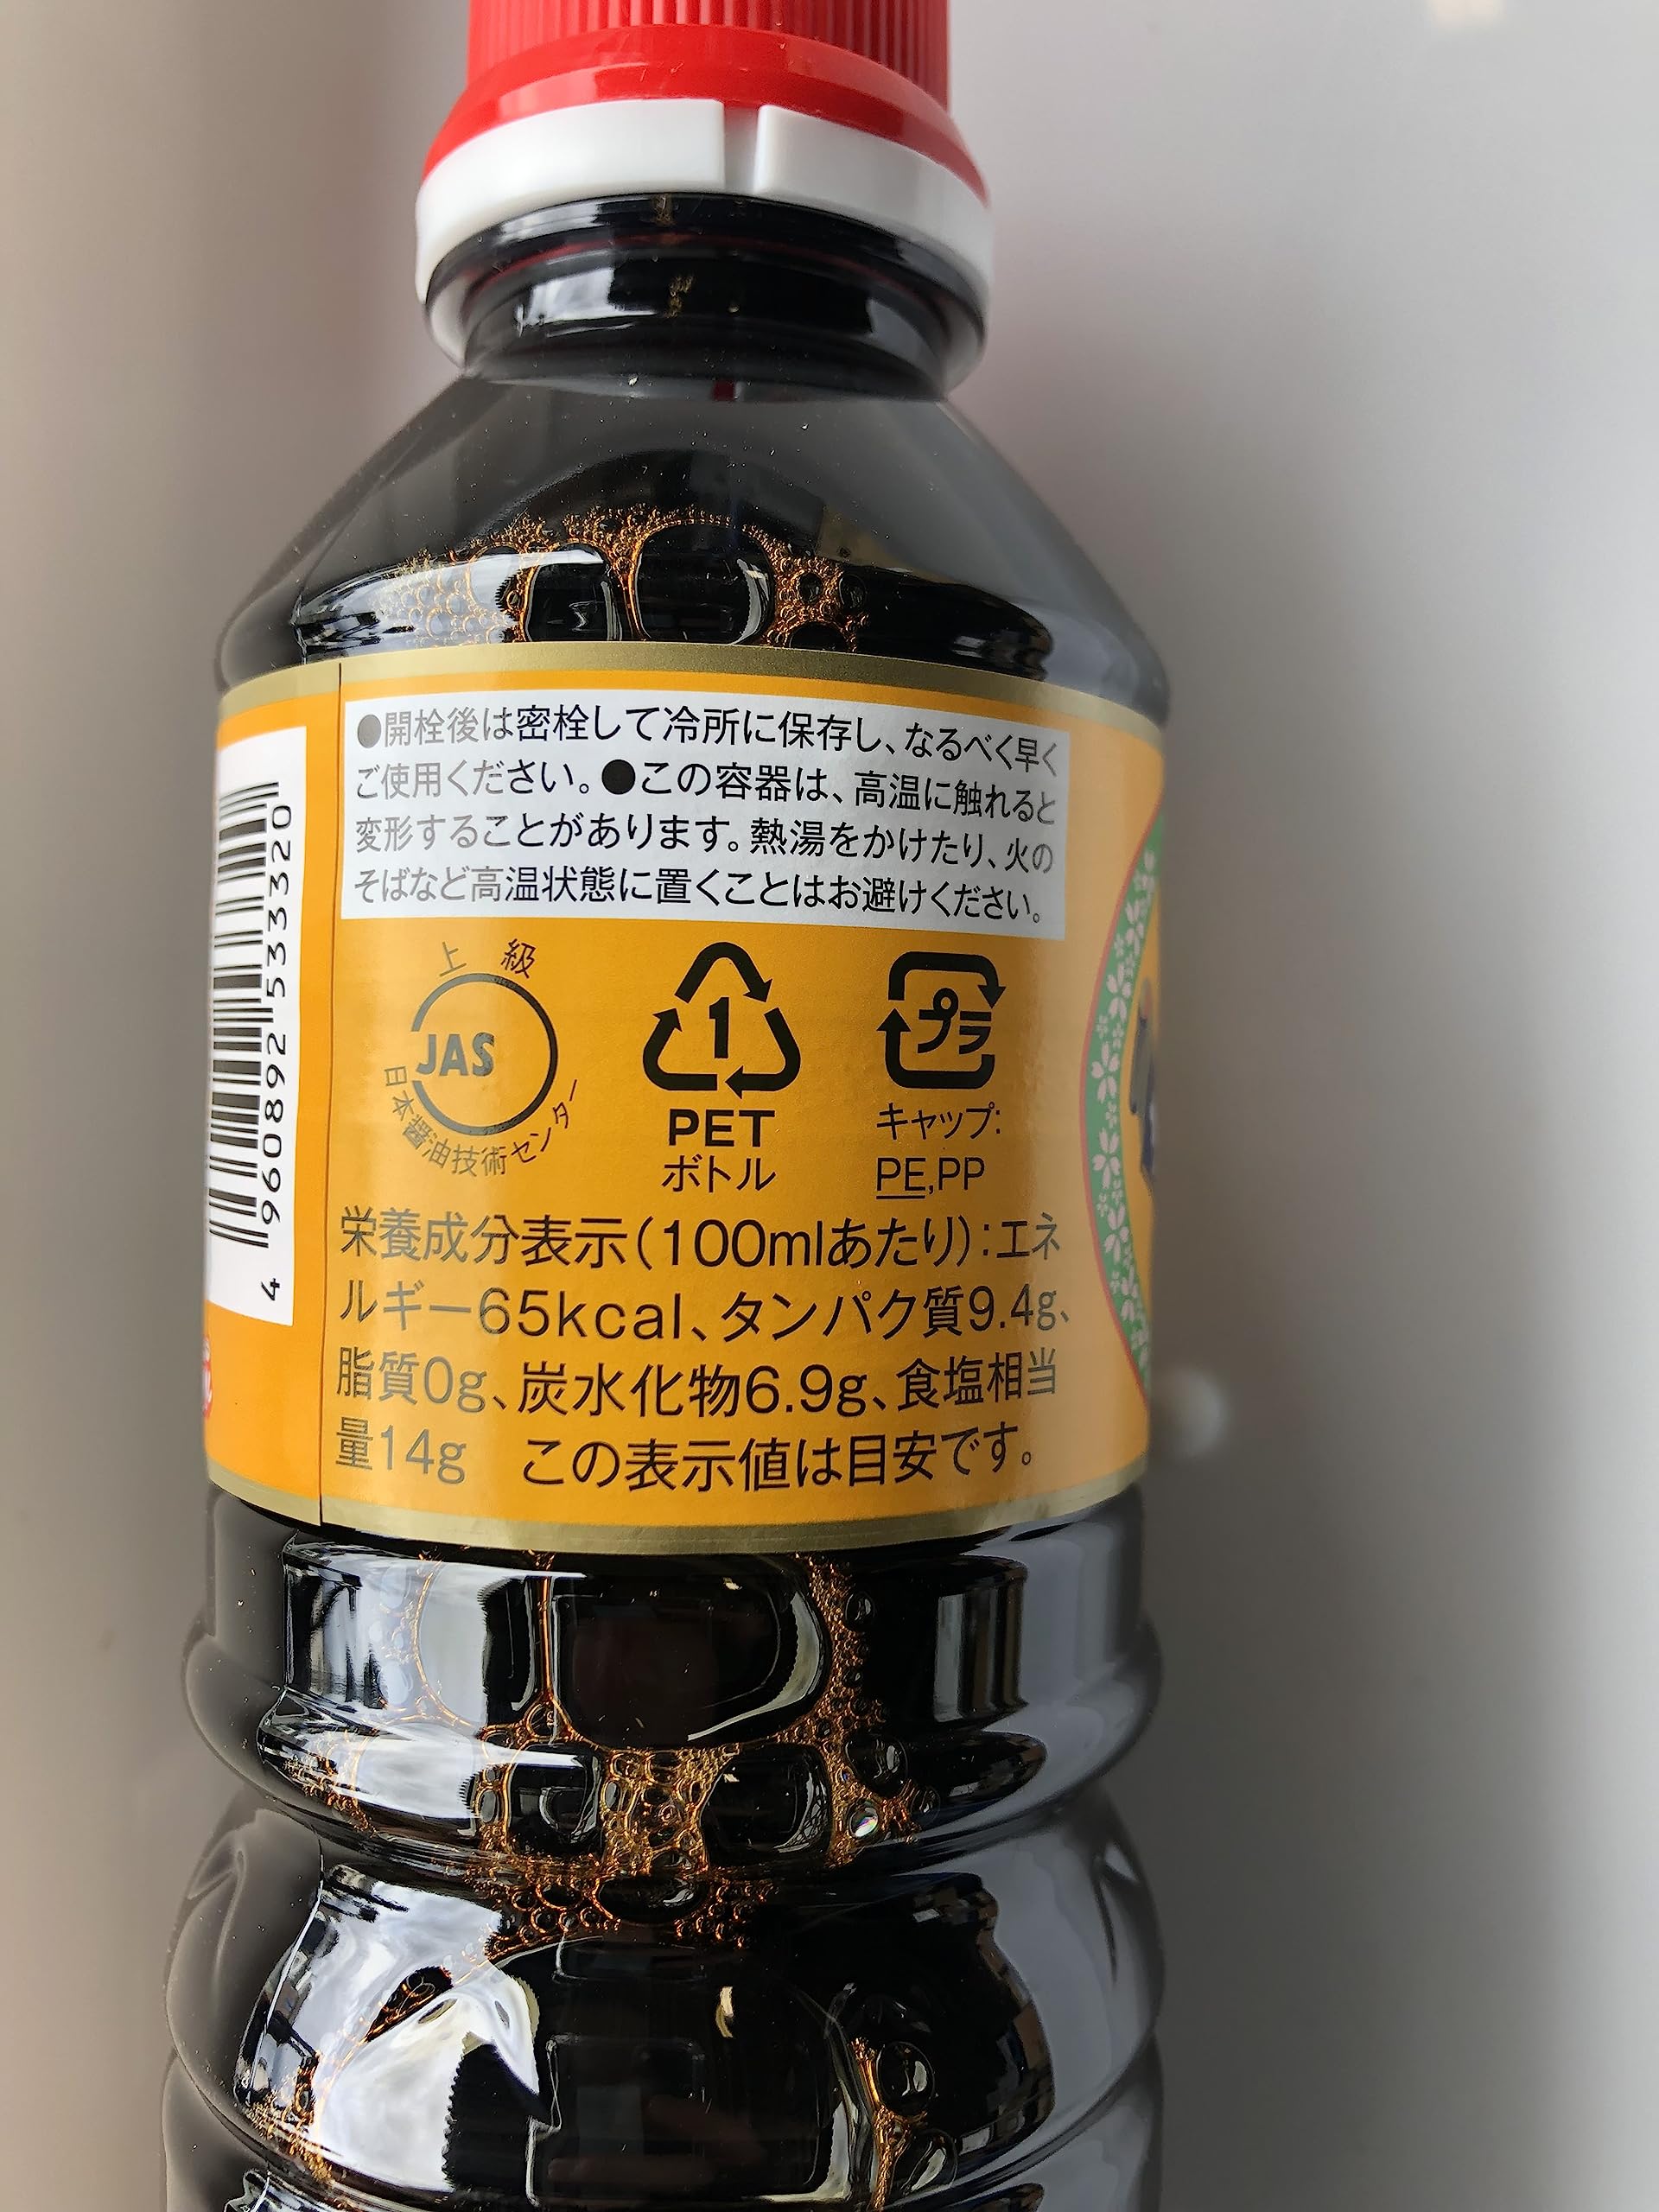 ●開栓後は密栓して冷所に保存し、なるべく早く
ご使用ください。●この容器は、高温に触れると
変形することがあります。熱湯をかけたり、火の
そばなど高温状態に置くことはお避けください。
上級
JAS
日本醤油技術センター
1
PET
ボトル
プラ
キャップ:
PE,PP
栄養成分表示(100mlあたり):エネ
ルギー65kcal、タンパク質9.4g、
脂質0g、炭水化物6.9g、食塩相当
量14g この表示値は目安です。
4 960892 533320